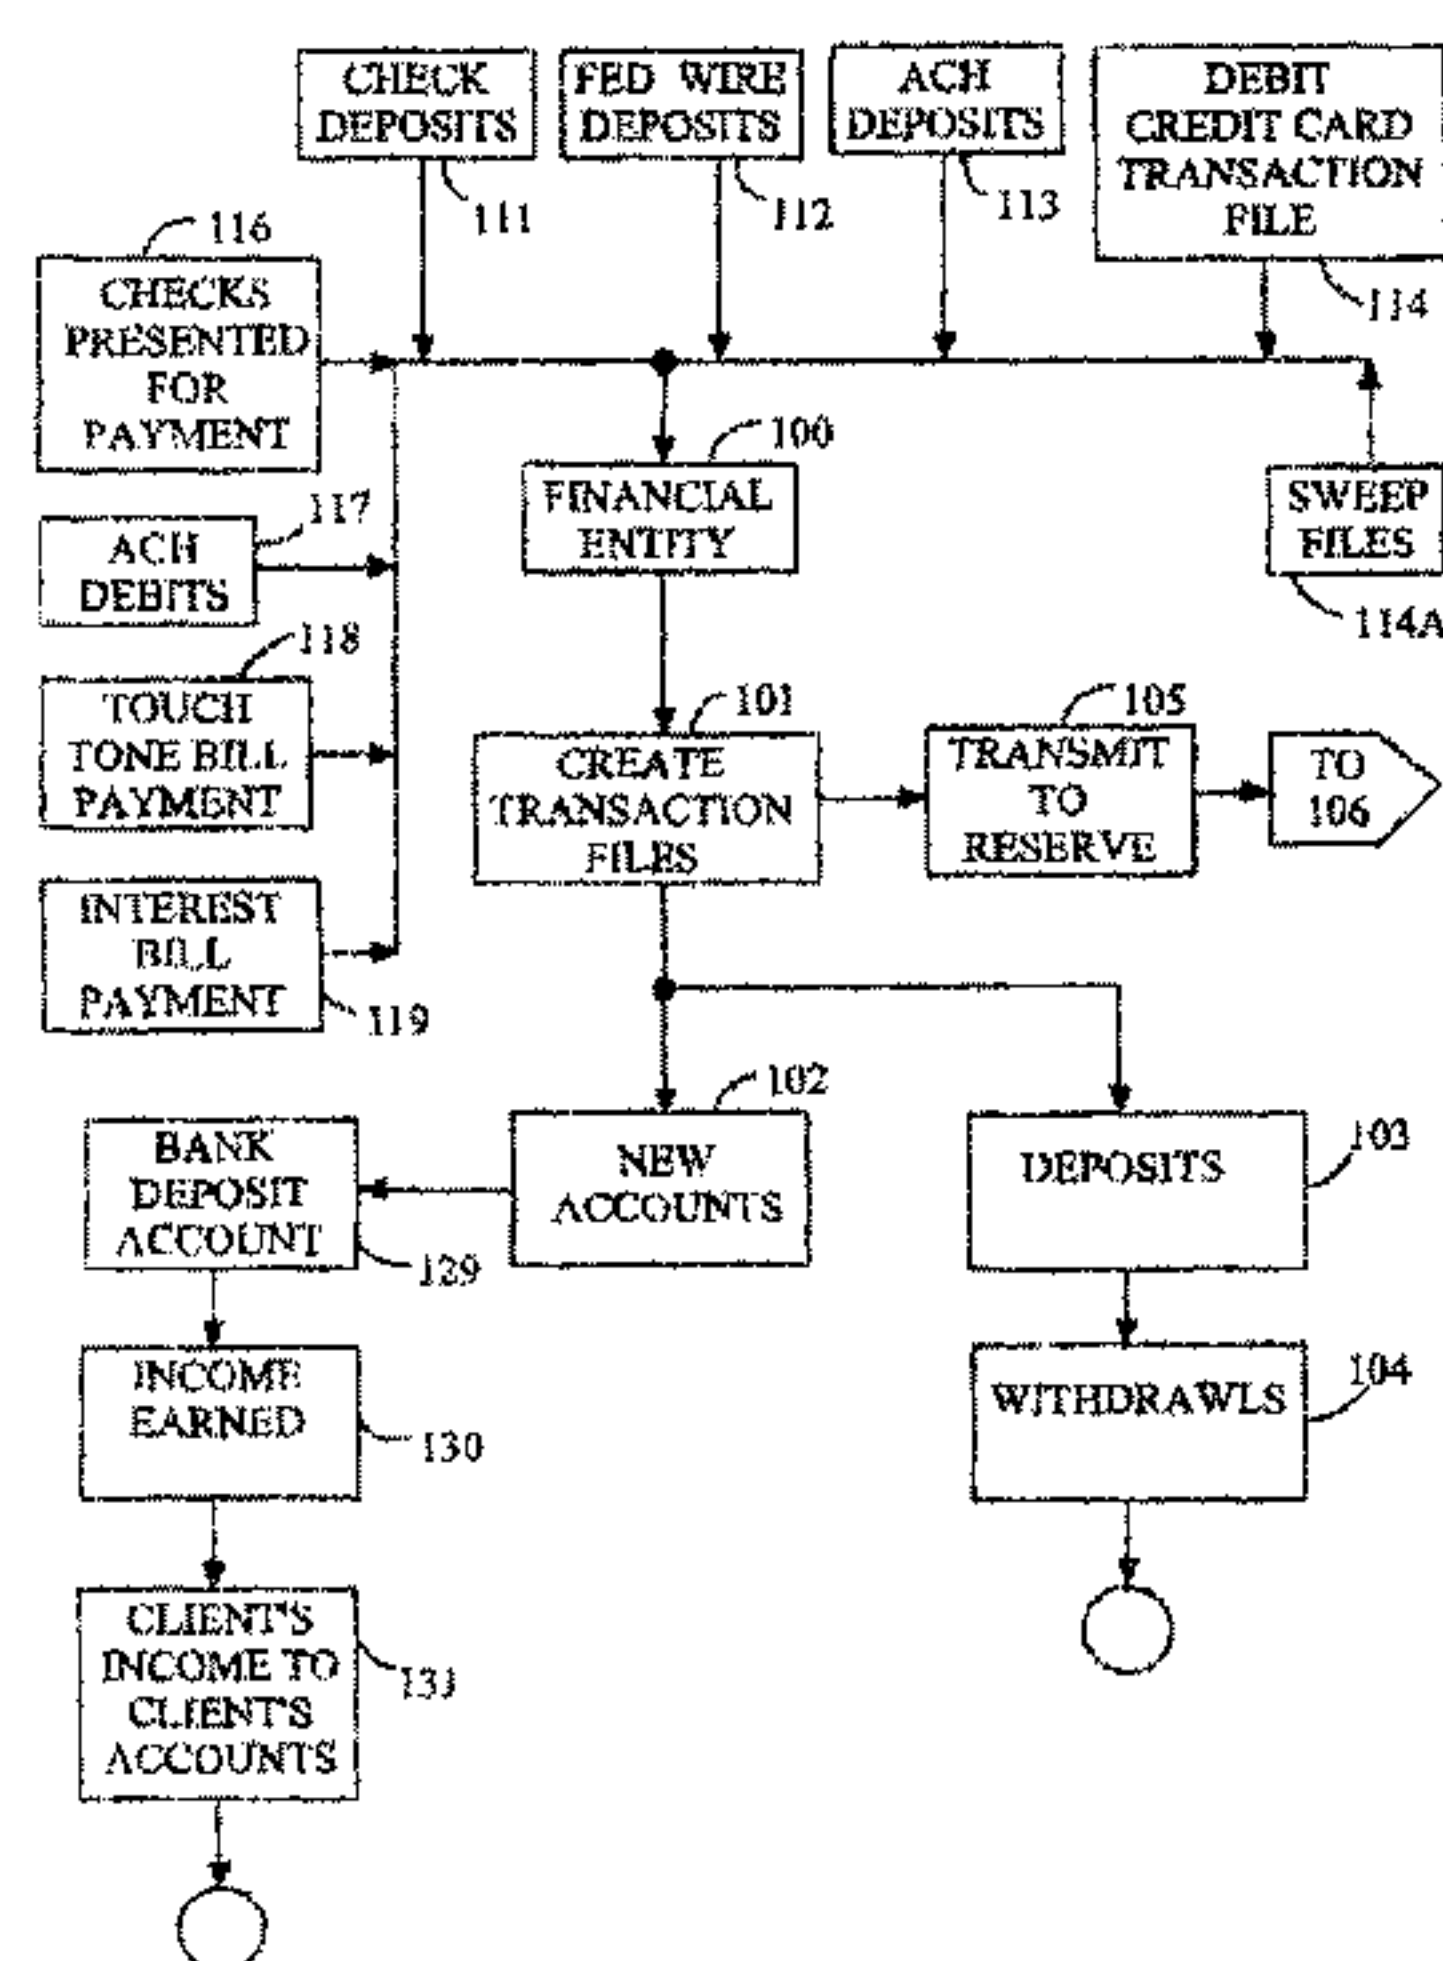 CHECK
DEPOSITS
111
FED WIRE
DEPOSITS
112
ACH
DEPOSITS
113
DEBIT
CREDIT CARD
TRANSACTION
FILE
114
116
CHECKS
PRESENTED
FOR
PAYMENT
100
FINANCIAL
ENTITY
SWEEP
FILES
114A
117
ACH
DEBITS
118
TOUCH
TONE BILL
PAYMENT
101
CREATE
TRANSACTION
FILES
105
TRANSMIT
TO
RESERVE
TO
106
INTEREST
BILL
PAYMENT
119
102
NEW
ACCOUNTS
103
DEPOSITS
BANK
DEPOSIT
ACCOUNT
129
INCOME
EARNED
130
104
WITHDRAWLS
CLIENT'S
INCOME TO
CLIENT'S
ACCOUNTS
131